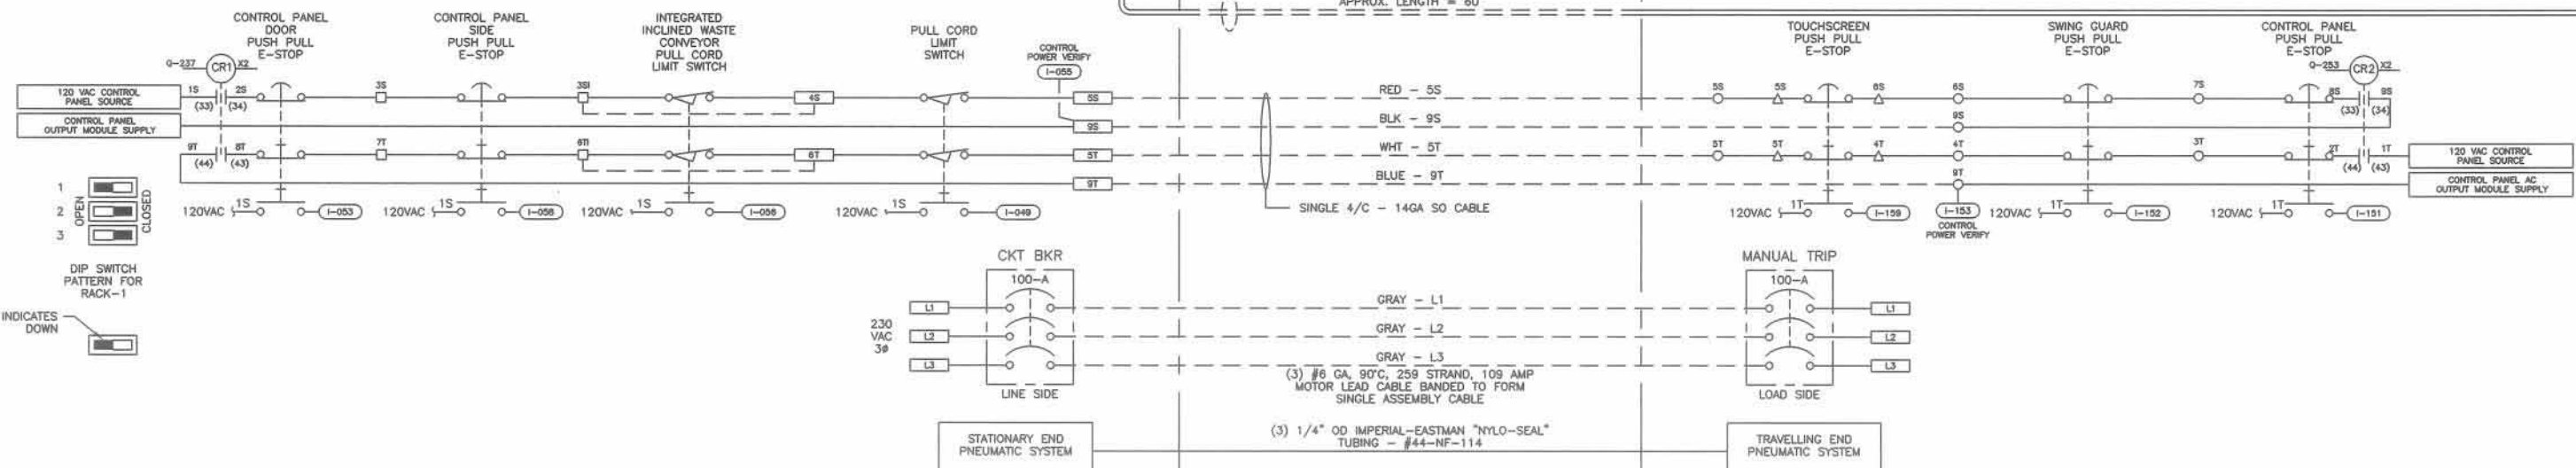 APPROX. LENGTH = 60'
CONTROL PANEL
DOOR
PUSH PULL
E-STOP
CONTROL PANEL
SIDE
PUSH PULL
E-STOP
INTEGRATED
INCLINED WASTE
CONVEYOR
PULL CORD
LIMIT SWITCH
PULL CORD
LIMIT
SWITCH
CONTROL
POWER VERIFY
I-055
TOUCHSCREEN
PUSH PULL
E-STOP
SWING GUARD
PUSH PULL
E-STOP
CONTROL PANEL
PUSH PULL
E-STOP
Q-237 CR1 X2
Q-253 CR2 X2
120 VAC CONTROL
PANEL SOURCE
1S 2S 3S 3SI 4S 5S
(33) (34)
RED - 5S
5S 5S 6S 6S 7S 8S 9S
(33) (34)
CONTROL PANEL
OUTPUT MODULE SUPPLY
9S
BLK - 9S
9S
9T 8T 7T 6TI 6T 5T
(44) (43)
WHT - 5T
5T 5T 4T 4T 3T 2T 1T
(44) (43)
120 VAC CONTROL
PANEL SOURCE
9T
BLUE - 9T
9T
CONTROL PANEL AC
OUTPUT MODULE SUPPLY
120VAC 1S I-053
120VAC 1S I-056
120VAC 1S I-056
120VAC 1S I-049
SINGLE 4/C - 14GA SO CABLE
120VAC 1T I-159
I-153
CONTROL
POWER VERIFY
120VAC 1T I-152
120VAC 1T I-151
1
2
3
OPEN
CLOSED
DIP SWITCH
PATTERN FOR
RACK-1
INDICATES
DOWN
CKT BKR
100-A
230
VAC
3ø
L1
L2
L3
LINE SIDE
GRAY - L1
GRAY - L2
GRAY - L3
(3) #6 GA, 90°C, 259 STRAND, 109 AMP
MOTOR LEAD CABLE BANDED TO FORM
SINGLE ASSEMBLY CABLE
MANUAL TRIP
100-A
L1
L2
L3
LOAD SIDE
STATIONARY END
PNEUMATIC SYSTEM
(3) 1/4" OD IMPERIAL-EASTMAN "NYLO-SEAL"
TUBING - #44-NF-114
TRAVELLING END
PNEUMATIC SYSTEM